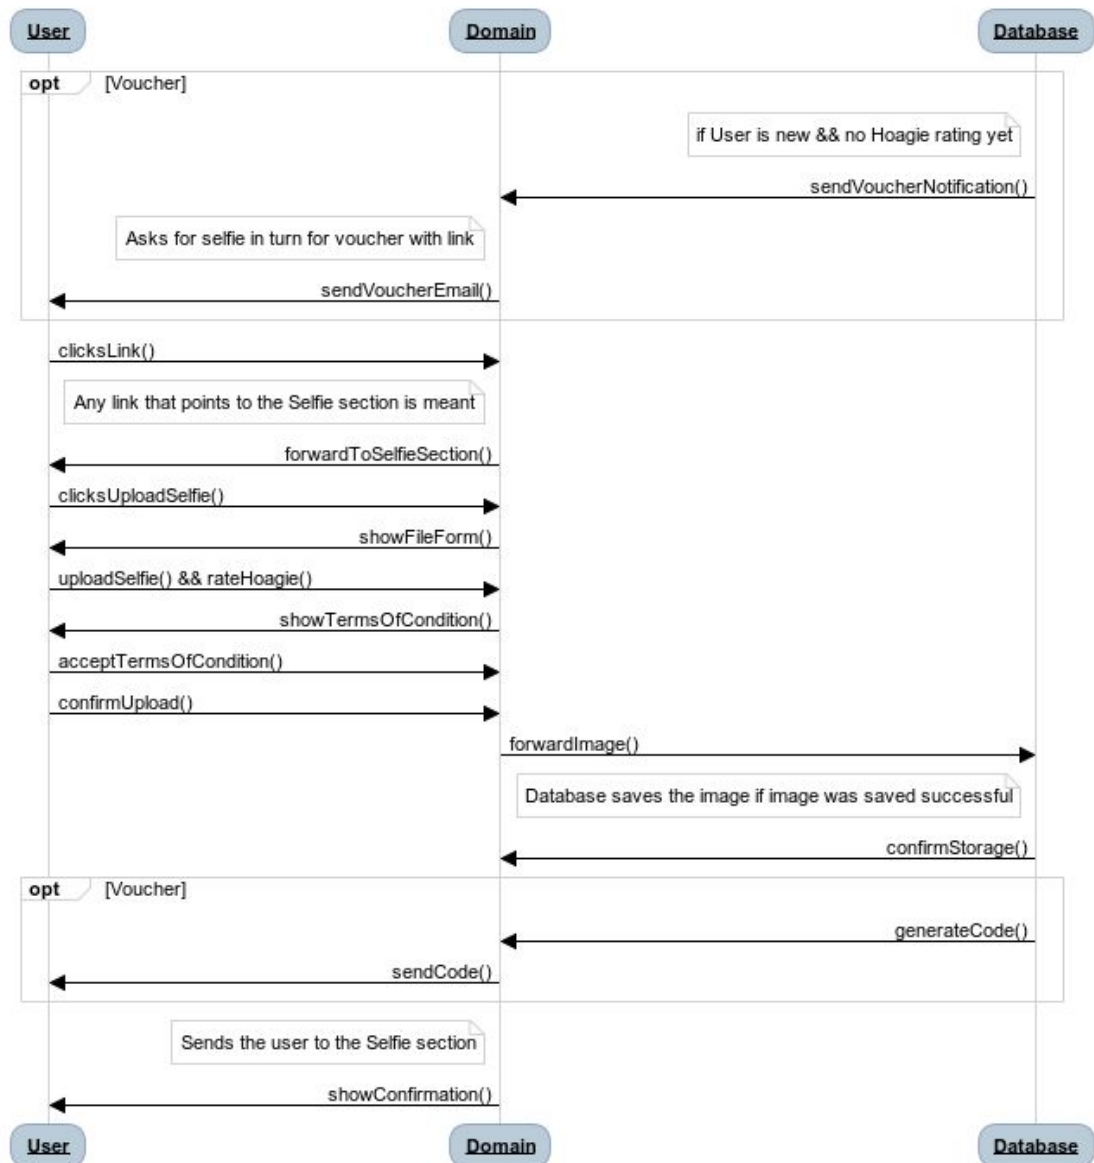 User Domain Database
opt [Voucher]
if User is new && no Hoagie rating yet
sendVoucherNotification()
Asks for selfie in turn for voucher with link
sendVoucherEmail()
clicksLink()
Any link that points to the Selfie section is meant
forwardToSelfieSection()
clicksUploadSelfie()
showFileForm()
uploadSelfie() && rateHoagie()
showTermsOfCondition()
acceptTermsOfCondition()
confirmUpload()
forwardImage()
Database saves the image if image was saved successful
confirmStorage()
opt [Voucher]
generateCode()
sendCode()
Sends the user to the Selfie section
showConfirmation()
User Domain Database